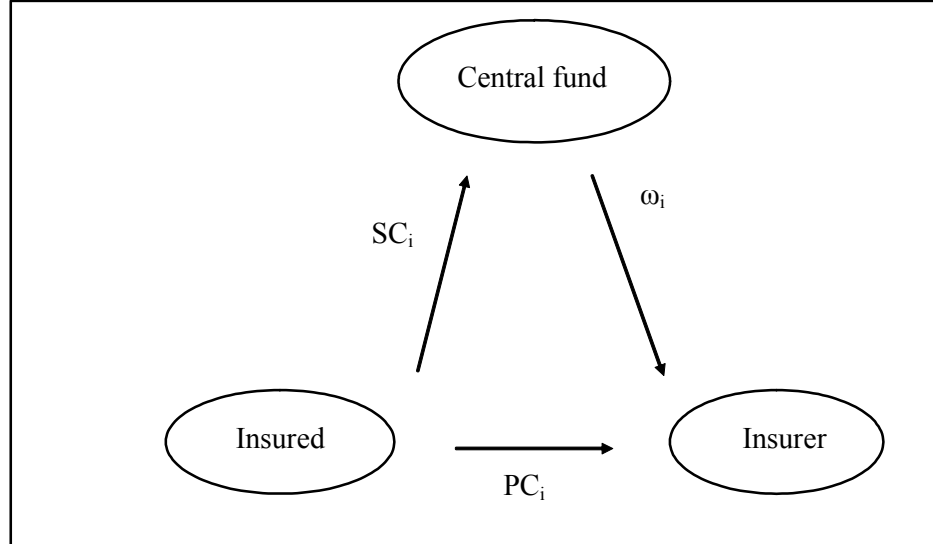 Central fund
ωi
SCi
Insured
Insurer
PCi